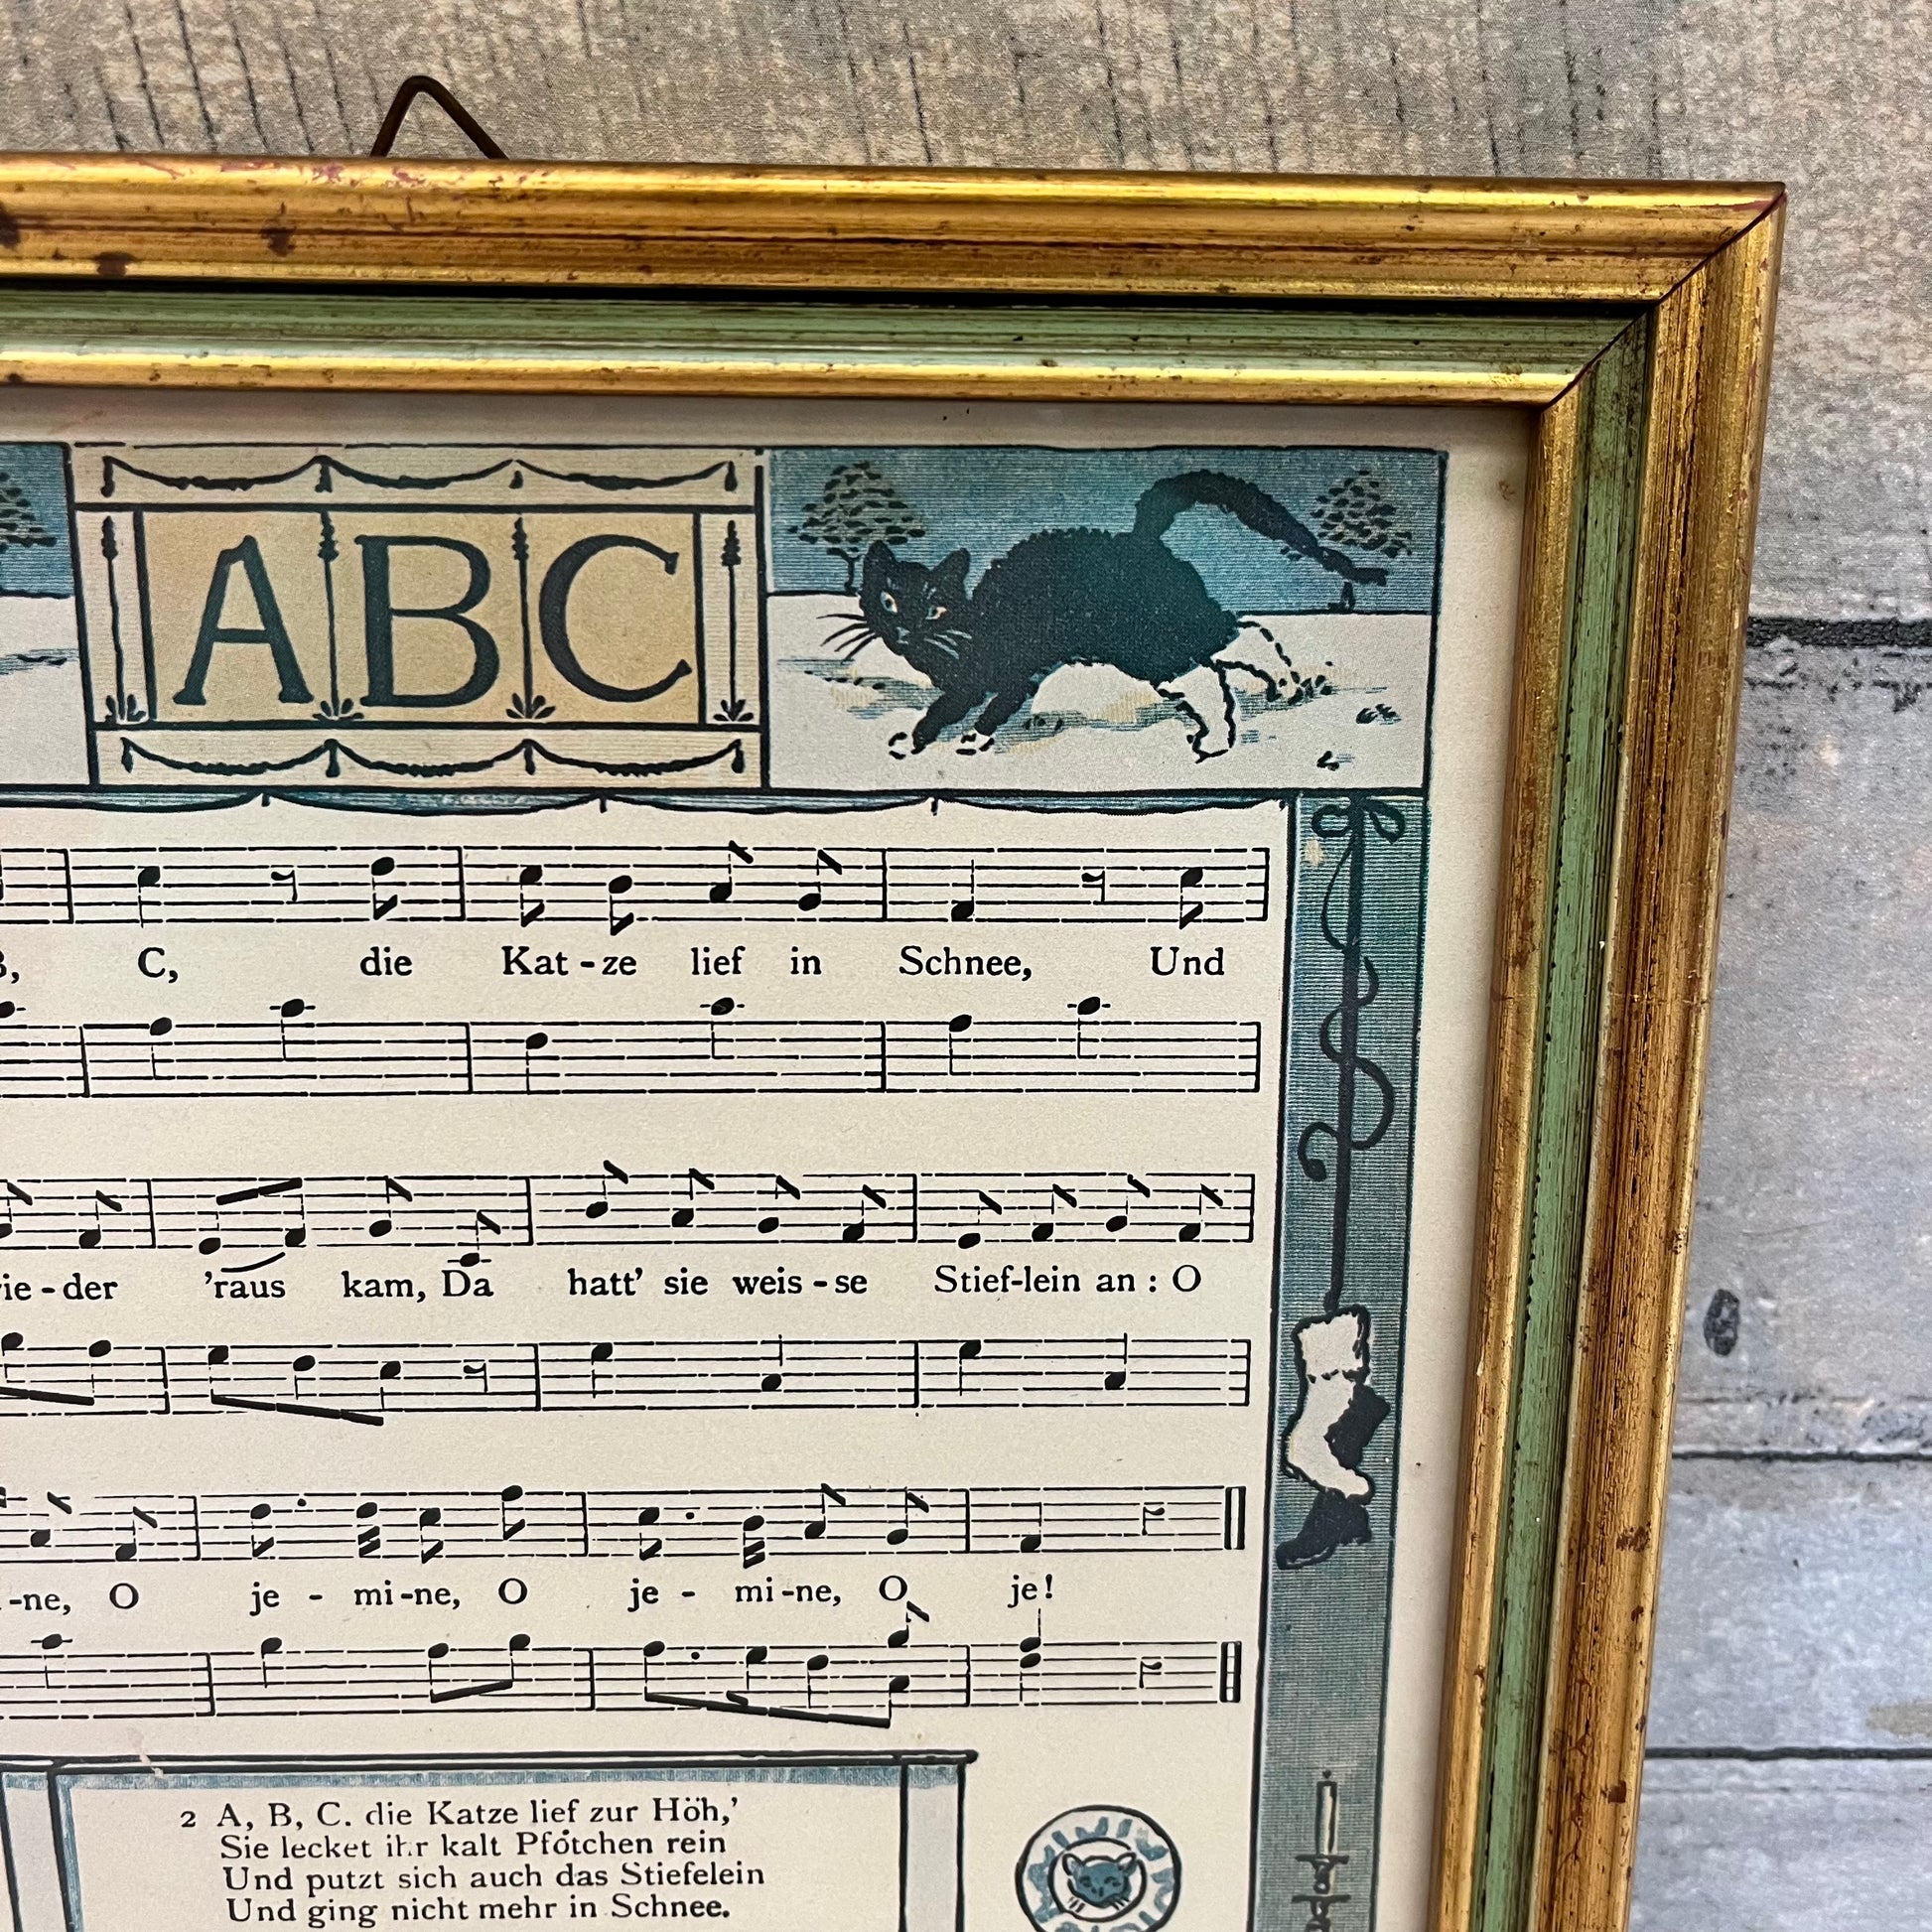 A B C
C, die Kat-ze lief in Schnee, Und
-der 'raus kam, Da hatt' sie weis-se Stief-lein an: O
-ne, O je - mi-ne, O je - mi-ne, O je!
2 A, B, C. die Katze lief zur Höh,'
Sie lecket ihr kalt Pfötchen rein
Und putzt sich auch das Stiefelein
Und ging nicht mehr in Schnee.